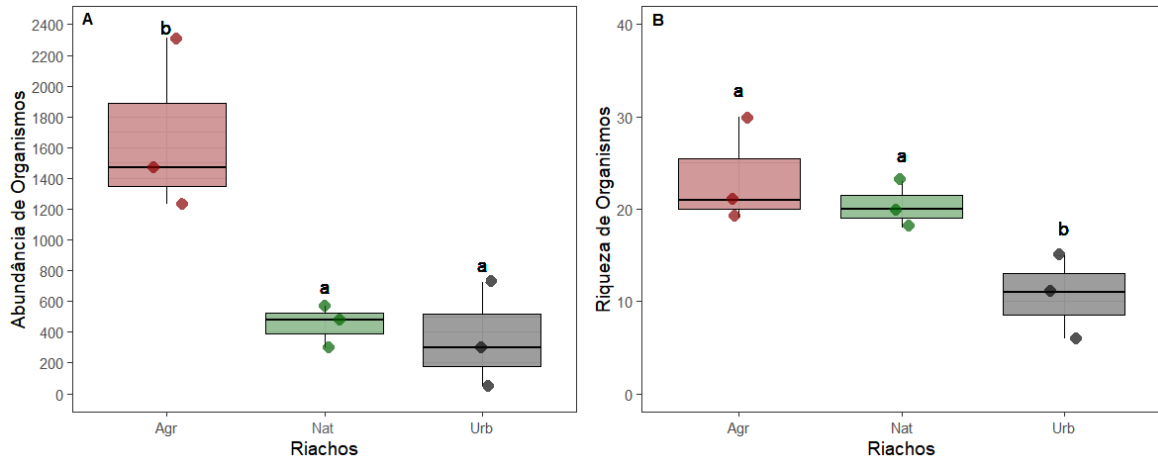 A
Abundância de Organismos
2400
2200
2000
1800
1600
1400
1200
1000
800
600
400
200
0
b
a
a
Agr Nat Urb
Riachos
B
Riqueza de Organismos
40
30
20
10
0
a
a
b
Agr Nat Urb
Riachos